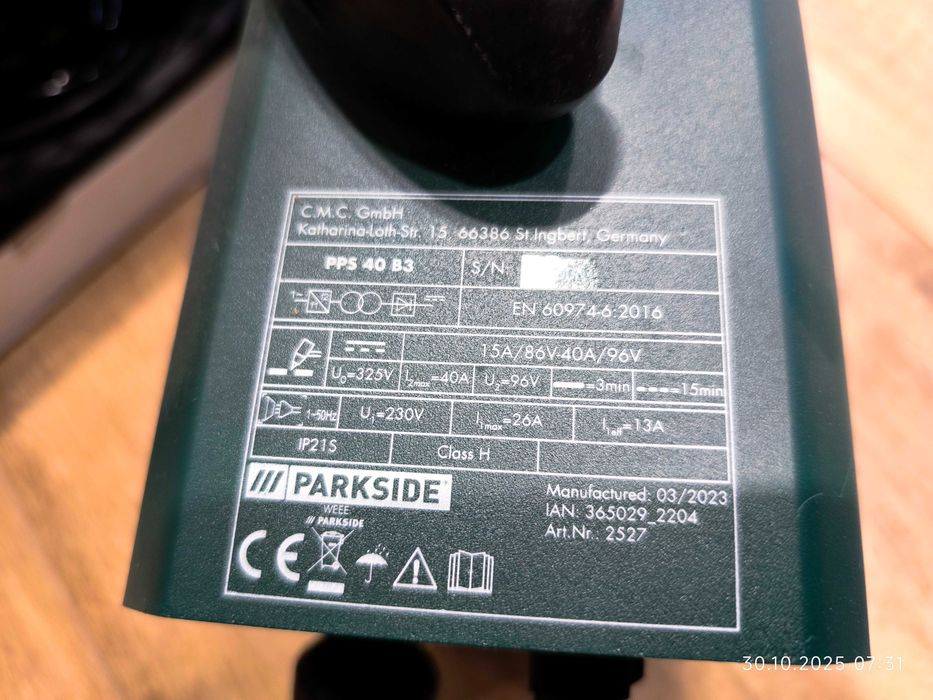 C.M.C. GmbH
Katharina-Loth-Str. 15 66386 St.Ingbert, Germany
PPS 40 B3 S/N
EN 60974-6:2016
15A/86V-40A/96V
U0=325V I2max=40A U2=96V =3min =15min
1~50Hz U1=230V I1max=26A I1eff=13A
IP21S Class H
/// PARKSIDE
WEEE
/// PARKSIDE
CE
Manufactured: 03/2023
IAN: 365029_2204
Art.Nr.: 2527
30.10.2025 07:31